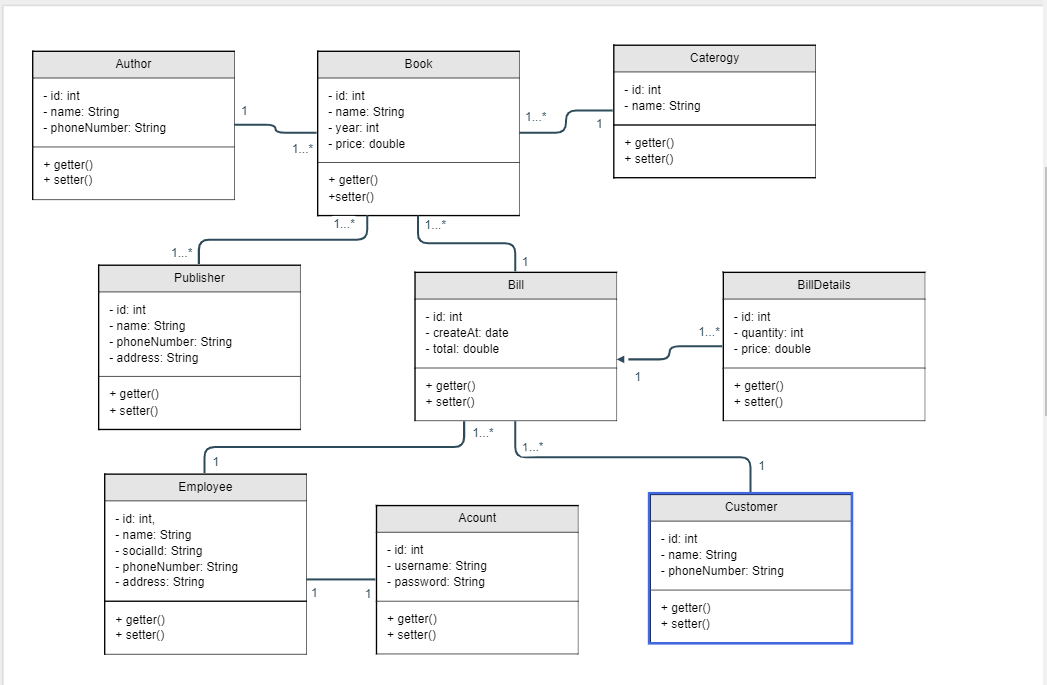 Author
- id: int
- name: String
- phoneNumber: String
+ getter()
+ setter()
1
1...*
Book
- id: int
- name: String
- year: int
- price: double
+ getter()
+setter()
1...*
1
Caterogy
- id: int
- name: String
+ getter()
+ setter()
1...*
1...*
1...*
1
Publisher
- id: int
- name: String
- phoneNumber: String
- address: String
+ getter()
+ setter()
Bill
- id: int
- createAt: date
- total: double
+ getter()
+ setter()
1...*
1
BillDetails
- id: int
- quantity: int
- price: double
+ getter()
+ setter()
1...*
1
1...*
1
Employee
- id: int,
- name: String
- socialId: String
- phoneNumber: String
- address: String
+ getter()
+ setter()
1
1
Acount
- id: int
- username: String
- password: String
+ getter()
+ setter()
Customer
- id: int
- name: String
- phoneNumber: String
+ getter()
+ setter()